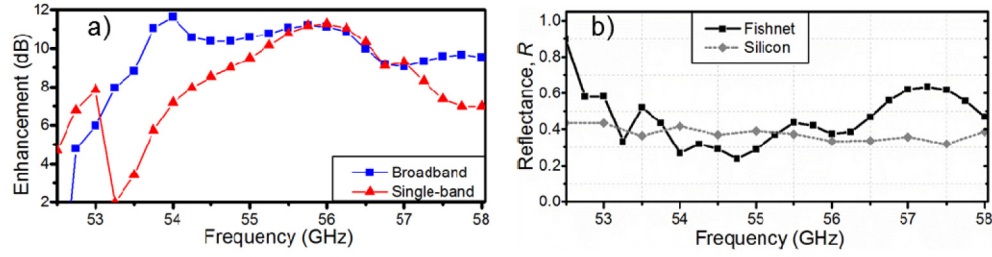 a)
Enhancement (dB)
12
10
8
6
4
2
Broadband
Single-band
53 54 55 56 57 58
Frequency (GHz)
b)
Reflectance, R
1.0
0.8
0.6
0.4
0.2
0.0
Fishnet
Silicon
53 54 55 56 57 58
Frequency (GHz)